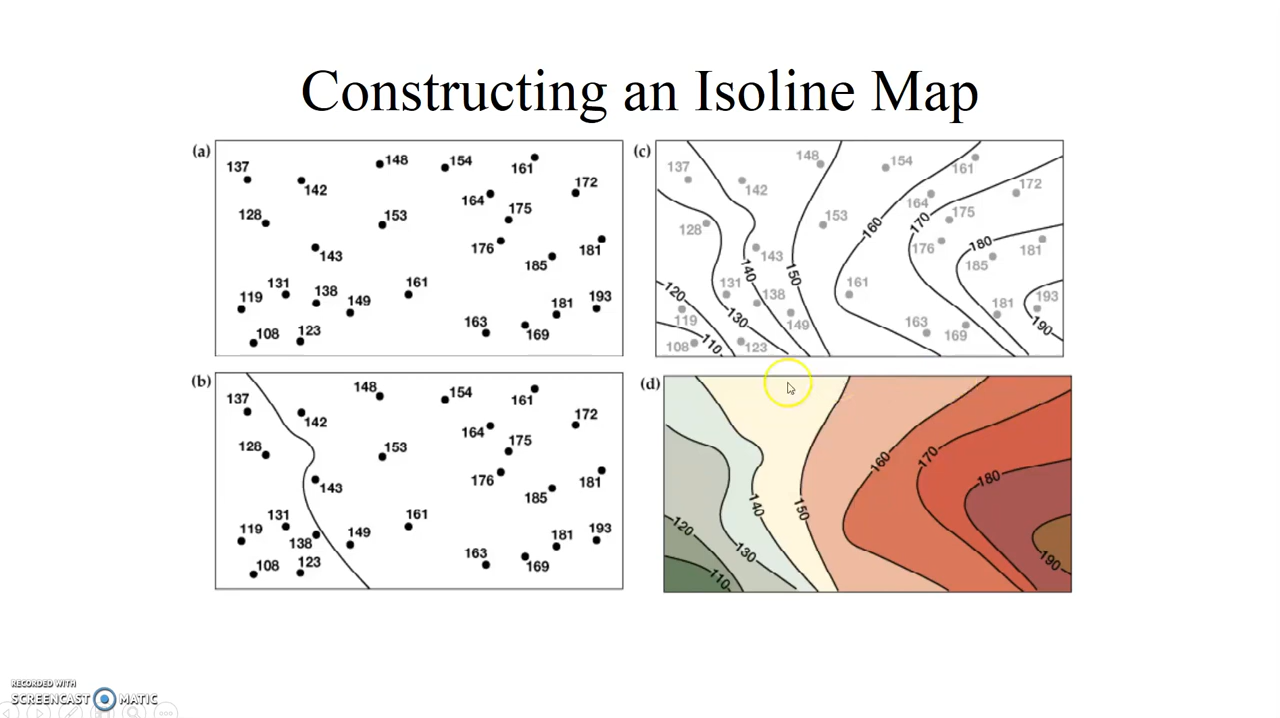 Constructing an Isoline Map
(a)
137 148 154 161
142 172
164
128 153 175
176 181
143 185
131 138 161
119 149 181 193
108 123 163 169
(c)
137 148 154 161
142 172
164
128 153 160 170 175
176 180 181
143 185
140 150
120 131 138 161
119 130 149 181 193
108 110 123 163 169 190
(b)
137 148 154 161
142 172
164
128 153 175
176 181
143 185
131 161
119 138 149 181 193
108 123 163 169
(d)
160 170
180
140 150
120 130
110 190
RECORDED WITH
SCREENCAST MATIC